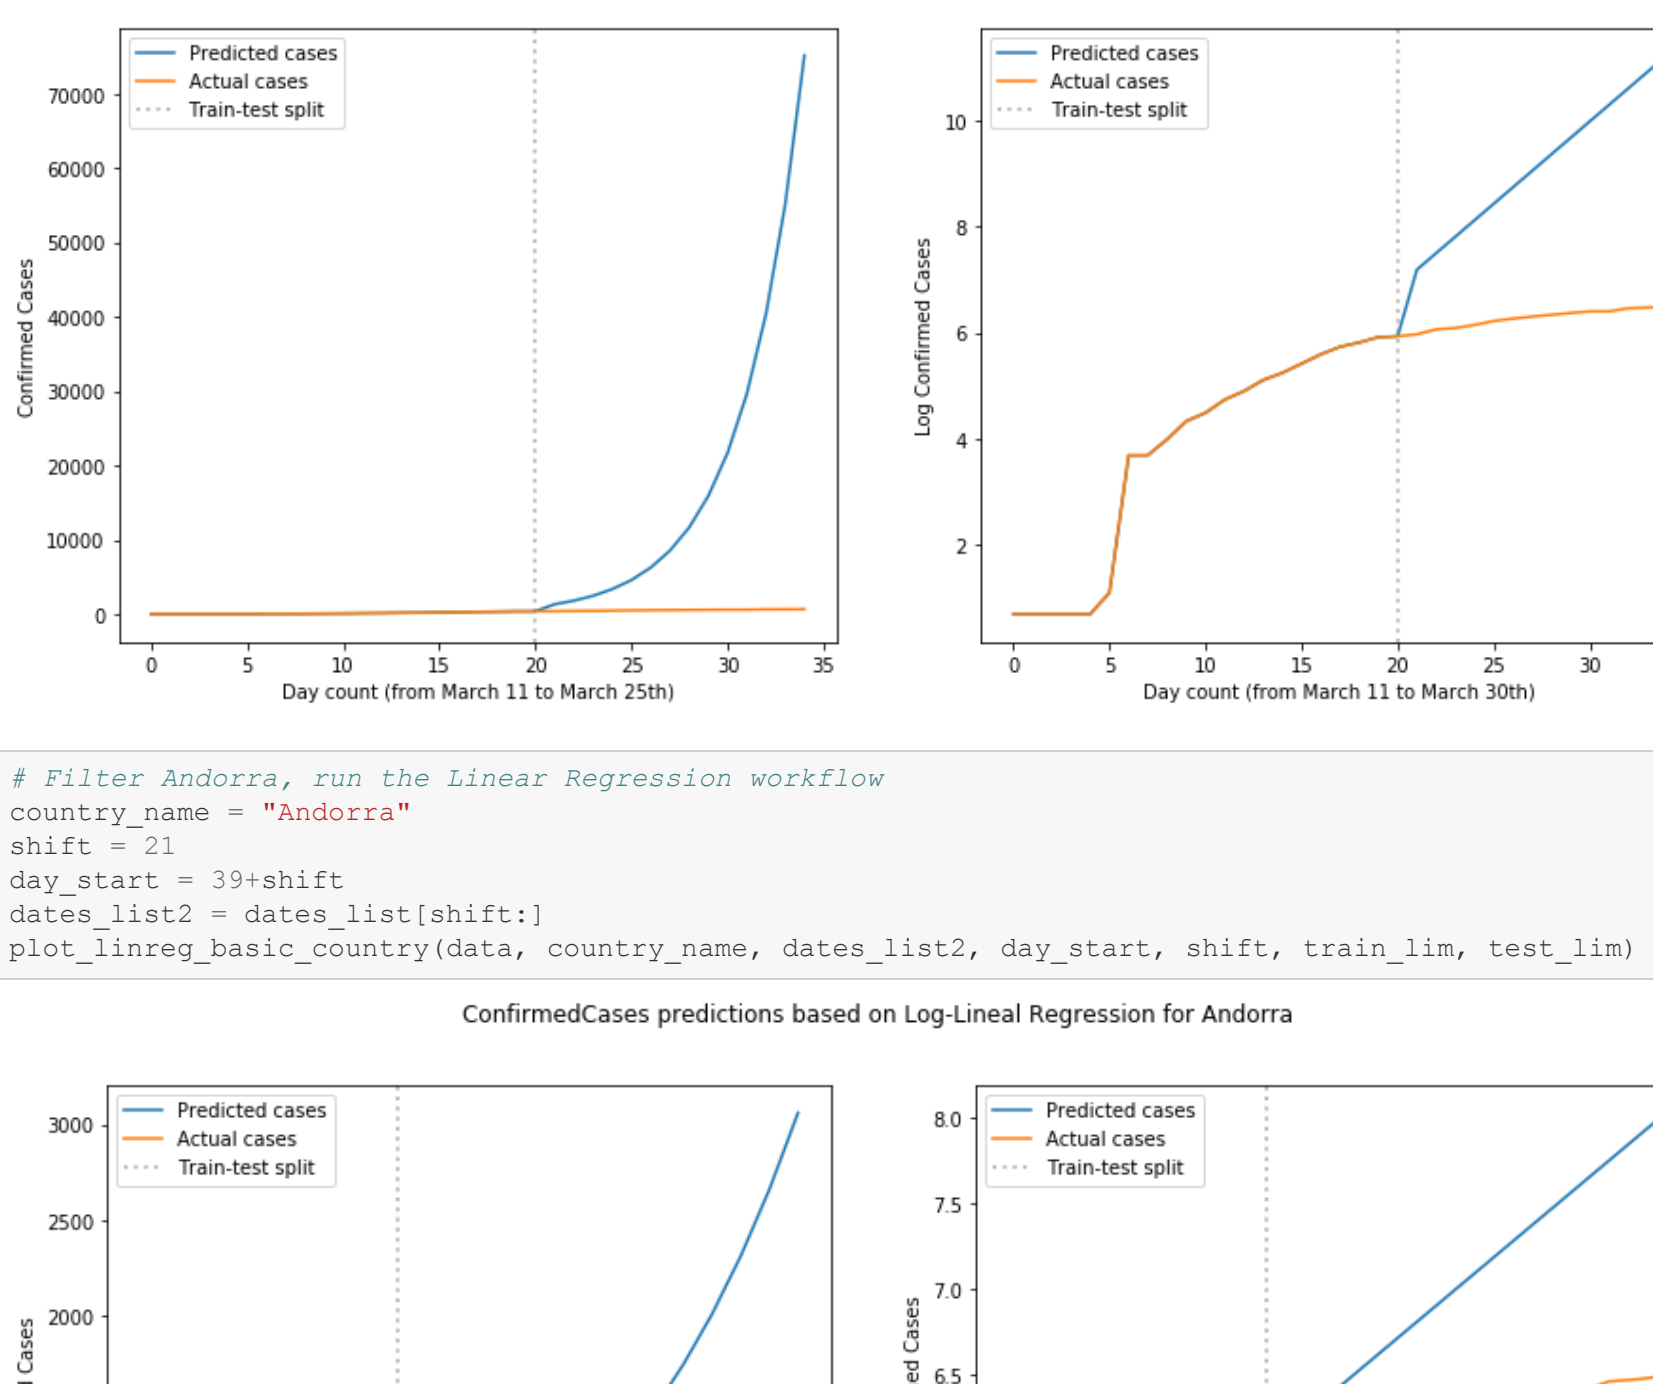 Predicted cases
Actual cases
Train-test split
70000
60000
50000
40000
30000
20000
10000
0
Confirmed Cases
0 5 10 15 20 25 30 35
Day count (from March 11 to March 25th)
Predicted cases
Actual cases
Train-test split
10
8
6
4
2
Log Confirmed Cases
0 5 10 15 20 25 30
Day count (from March 11 to March 30th)
# Filter Andorra, run the Linear Regression workflow
country_name = "Andorra"
shift = 21
day_start = 39+shift
dates_list2 = dates_list[shift:]
plot_linreg_basic_country(data, country_name, dates_list2, day_start, shift, train_lim, test_lim)
ConfirmedCases predictions based on Log-Lineal Regression for Andorra
Predicted cases
Actual cases
Train-test split
3000
2500
2000
Cases
Predicted cases
Actual cases
Train-test split
8.0
7.5
7.0
6.5
Cases